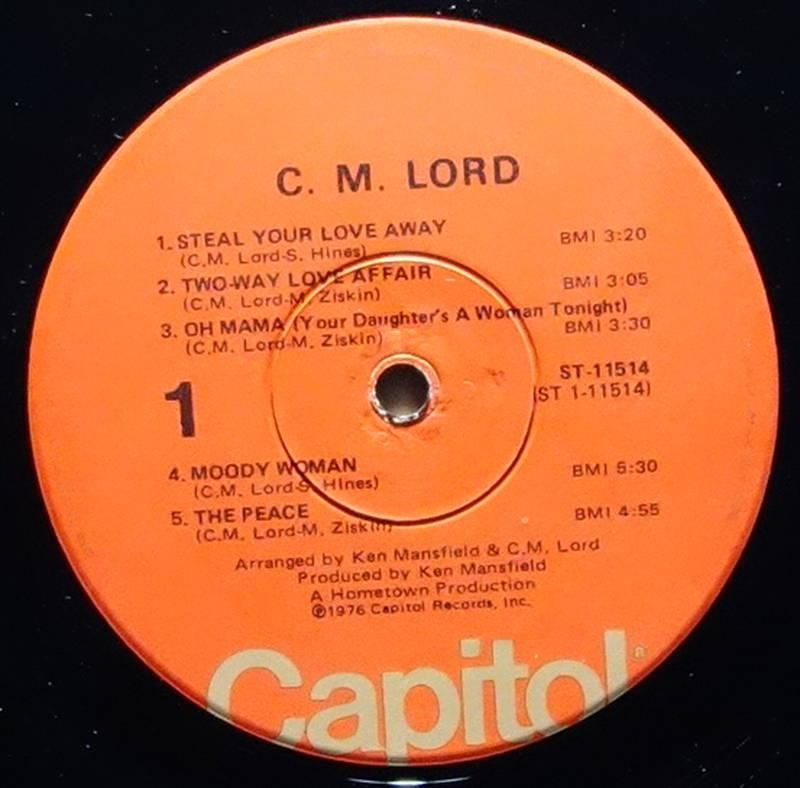 C. M. LORD
1. STEAL YOUR LOVE AWAY BMI 3:20
(C.M. Lord-S. Hines)
2. TWO-WAY LOVE AFFAIR BMI 3:05
(C.M. Lord-M. Ziskin)
3. OH MAMA (Your Daughter's A Woman Tonight)
(C.M. Lord-M. Ziskin) BMI 3:30
ST-11514
1 (ST 1-11514)
4. MOODY WOMAN BMI 5:30
(C.M. Lord-S. Hines)
5. THE PEACE BMI 4:55
(C.M. Lord-M. Ziskin)
Arranged by Ken Mansfield & C.M. Lord
Produced by Ken Mansfield
A Hometown Production
℗1976 Capitol Records, Inc.
Capitol®